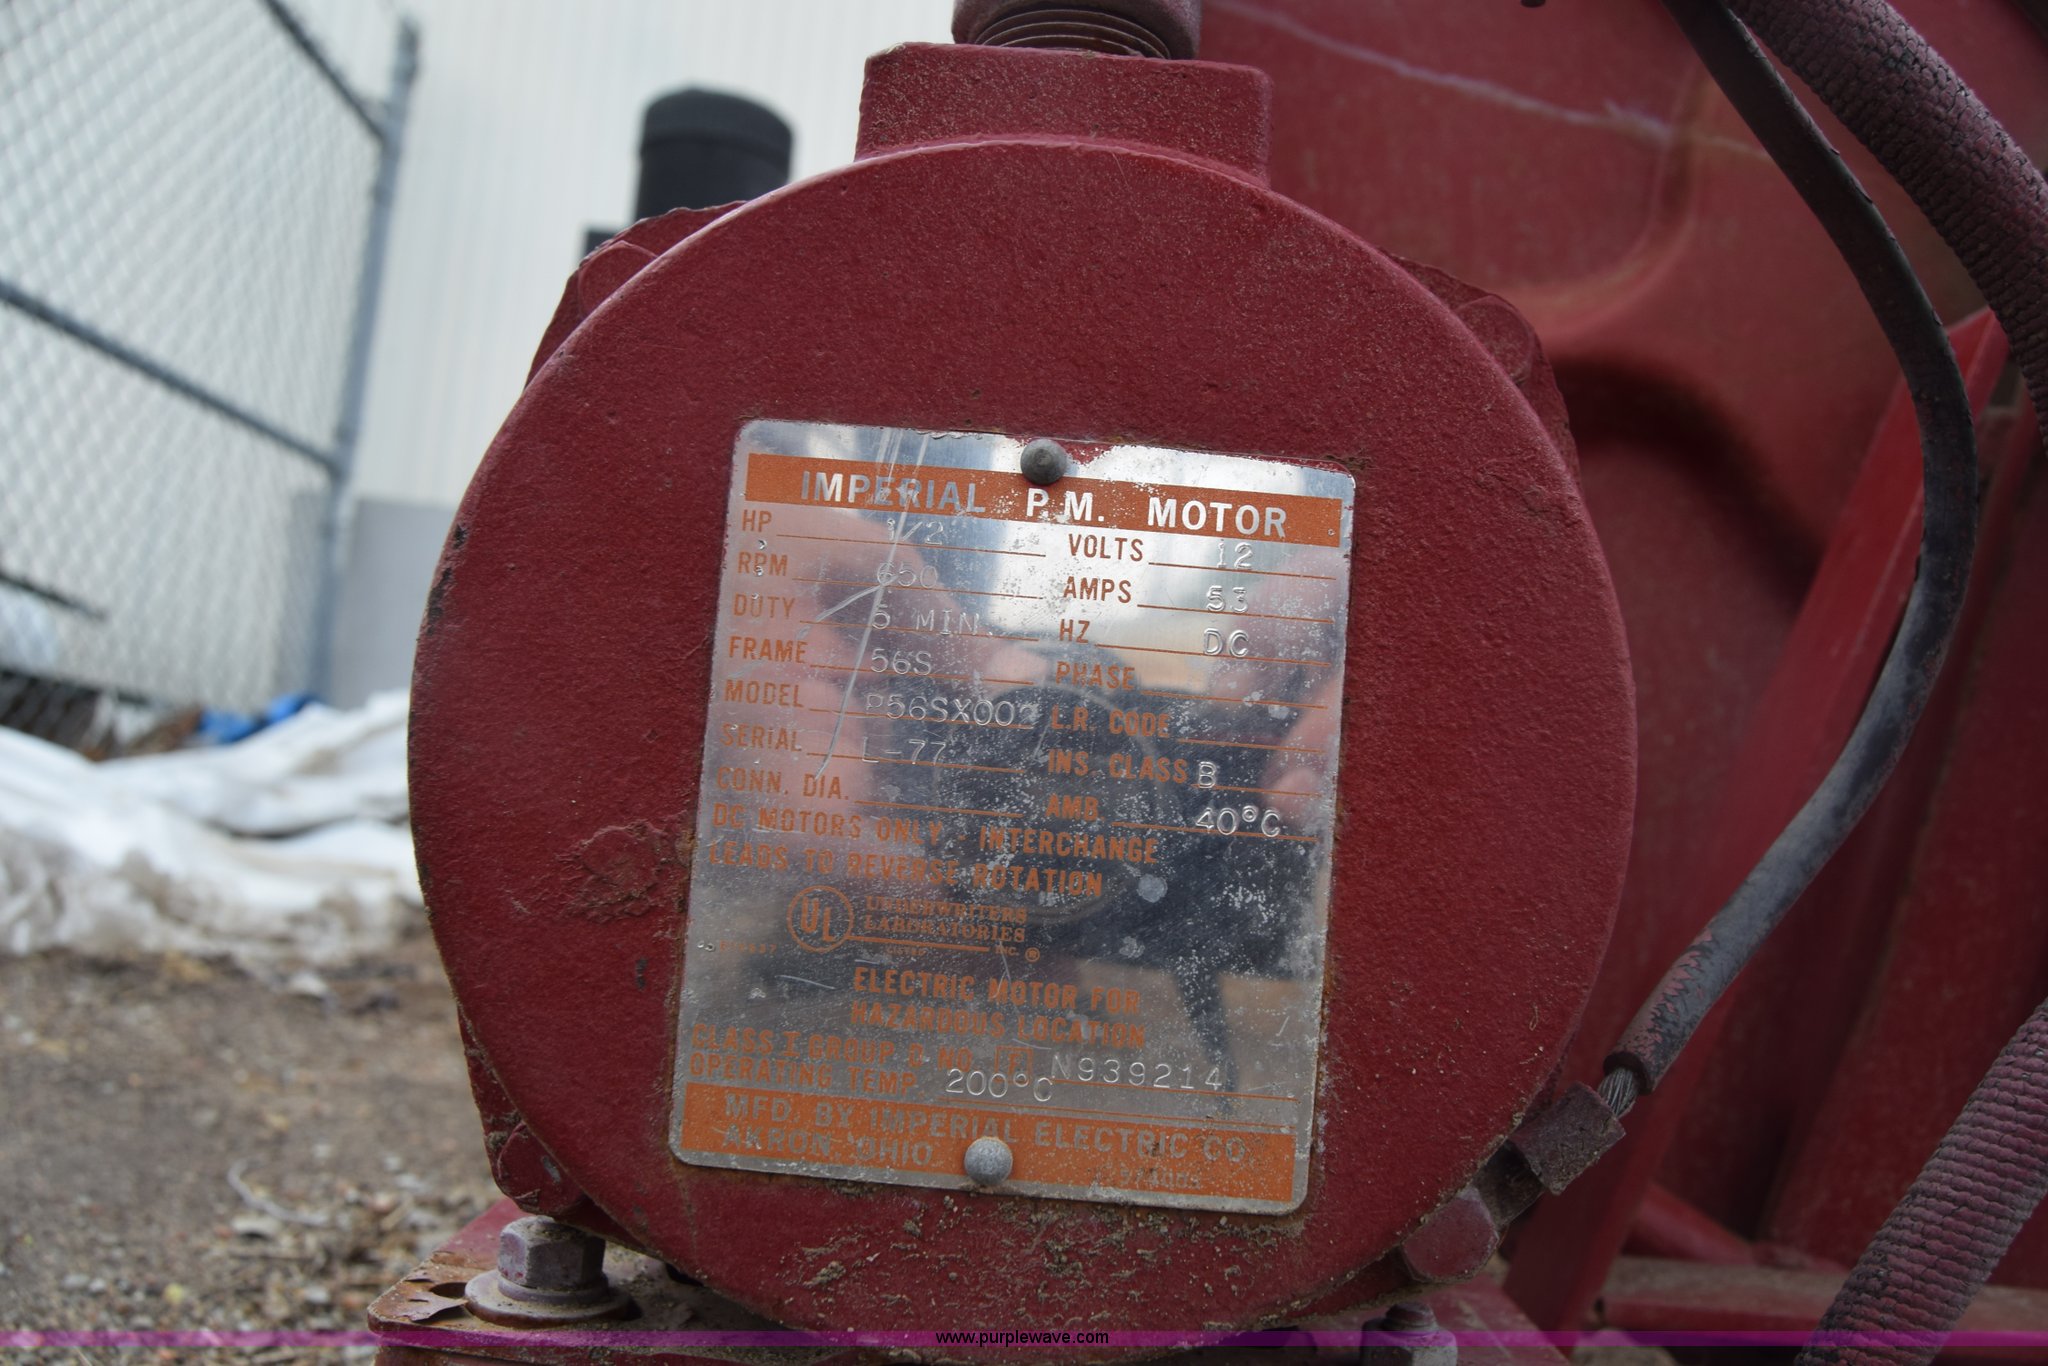 IMPERIAL P.M. MOTOR
HP 1/2 VOLTS 12
RPM 650 AMPS 53
DUTY 5 MIN. HZ DC
FRAME 56S PHASE
MODEL P56SX00 L.R. CODE
SERIAL L-77 INS. CLASS B
CONN. DIA. AMB. 40°C
DC MOTORS ONLY - INTERCHANGE
LEADS TO REVERSE ROTATION
UL UNDERWRITERS
LABORATORIES
INC. ®
ELECTRIC MOTOR FOR
HAZARDOUS LOCATION
CLASS I GROUP D NO. N939214
OPERATING TEMP. 200°C
MFD. BY IMPERIAL ELECTRIC CO.
AKRON, OHIO
www.purplewave.com